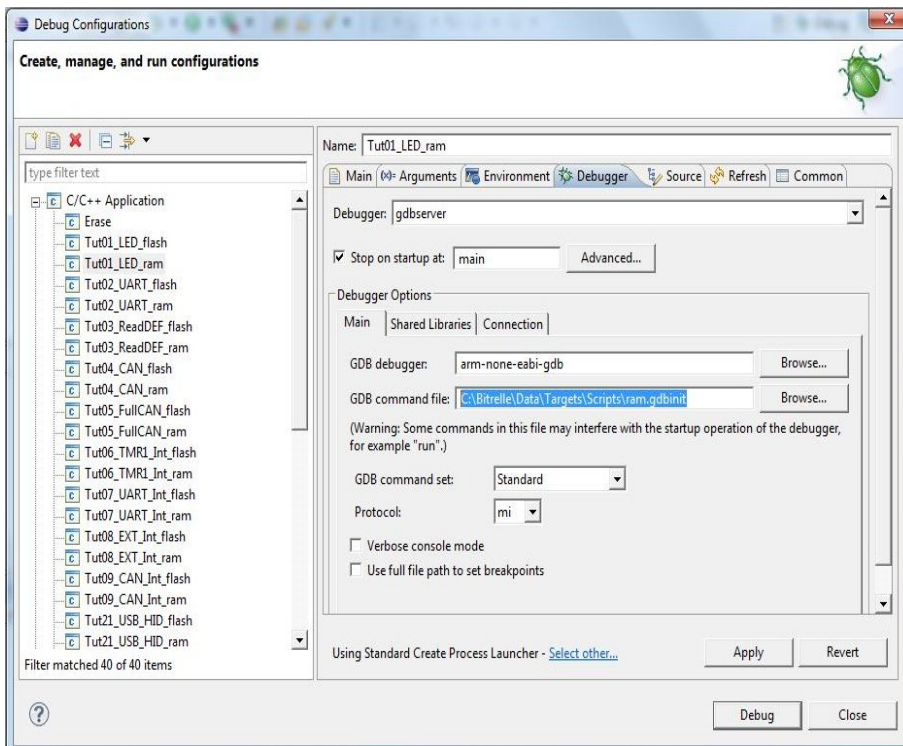 Debug Configurations
Create, manage, and run configurations
type filter text
C/C++ Application
Erase
Tut01_LED_flash
Tut01_LED_ram
Tut02_UART_flash
Tut02_UART_ram
Tut03_ReadDEF_flash
Tut03_ReadDEF_ram
Tut04_CAN_flash
Tut04_CAN_ram
Tut05_FullCAN_flash
Tut05_FullCAN_ram
Tut06_TMR1_Int_flash
Tut06_TMR1_Int_ram
Tut07_UART_Int_flash
Tut07_UART_Int_ram
Tut08_EXT_Int_flash
Tut08_EXT_Int_ram
Tut09_CAN_Int_flash
Tut09_CAN_Int_ram
Tut21_USB_HID_flash
Tut21_USB_HID_ram
Filter matched 40 of 40 items
Name: Tut01_LED_ram
Main (x)= Arguments Environment Debugger Source Refresh Common
Debugger: gdbserver
Stop on startup at: main Advanced...
Debugger Options
Main Shared Libraries Connection
GDB debugger: arm-none-eabi-gdb Browse...
GDB command file: C:\Bitrelle\Data\Targets\Scripts\ram.gdbinit Browse...
(Warning: Some commands in this file may interfere with the startup operation of the debugger,
for example "run".)
GDB command set: Standard
Protocol: mi
Verbose console mode
Use full file path to set breakpoints
Using Standard Create Process Launcher - Select other... Apply Revert
? Debug Close